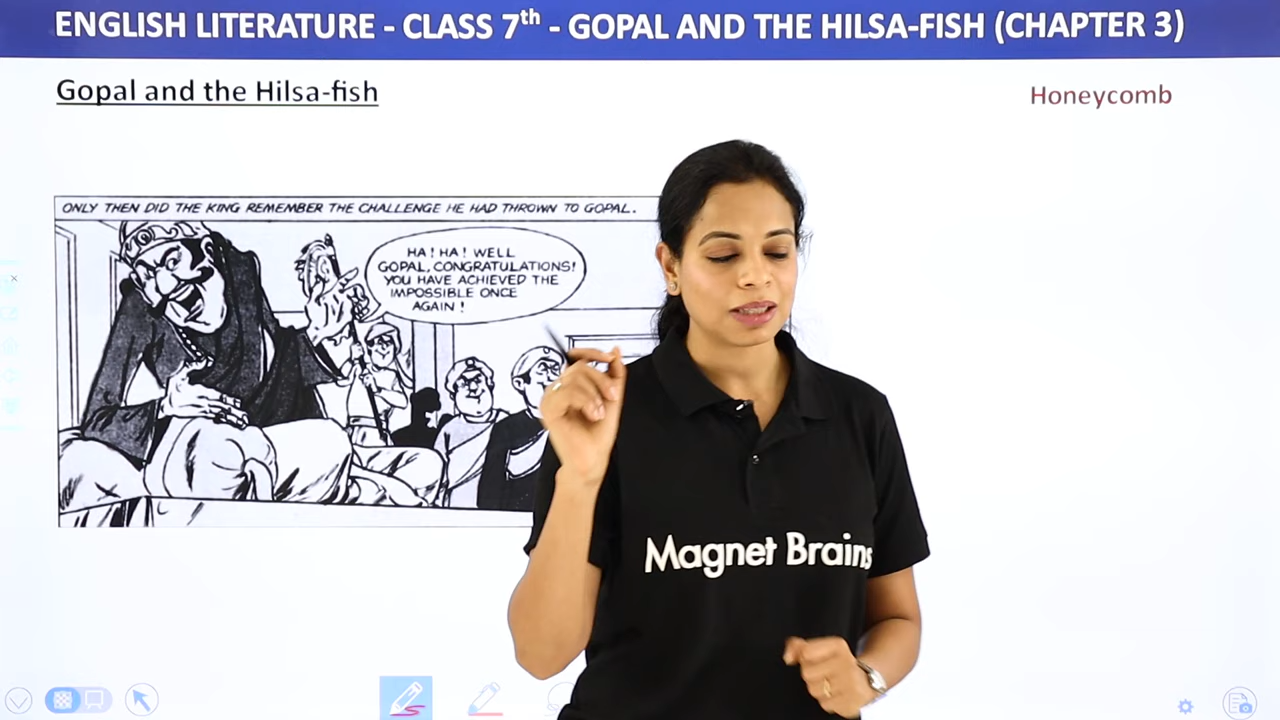 ENGLISH LITERATURE - CLASS 7th - GOPAL AND THE HILSA-FISH (CHAPTER 3)
Gopal and the Hilsa-fish
Honeycomb
ONLY THEN DID THE KING REMEMBER THE CHALLENGE HE HAD THROWN TO GOPAL.
HA! HA! WELL
GOPAL, CONGRATULATIONS!
YOU HAVE ACHIEVED THE
IMPOSSIBLE ONCE
AGAIN!
Magnet Brains